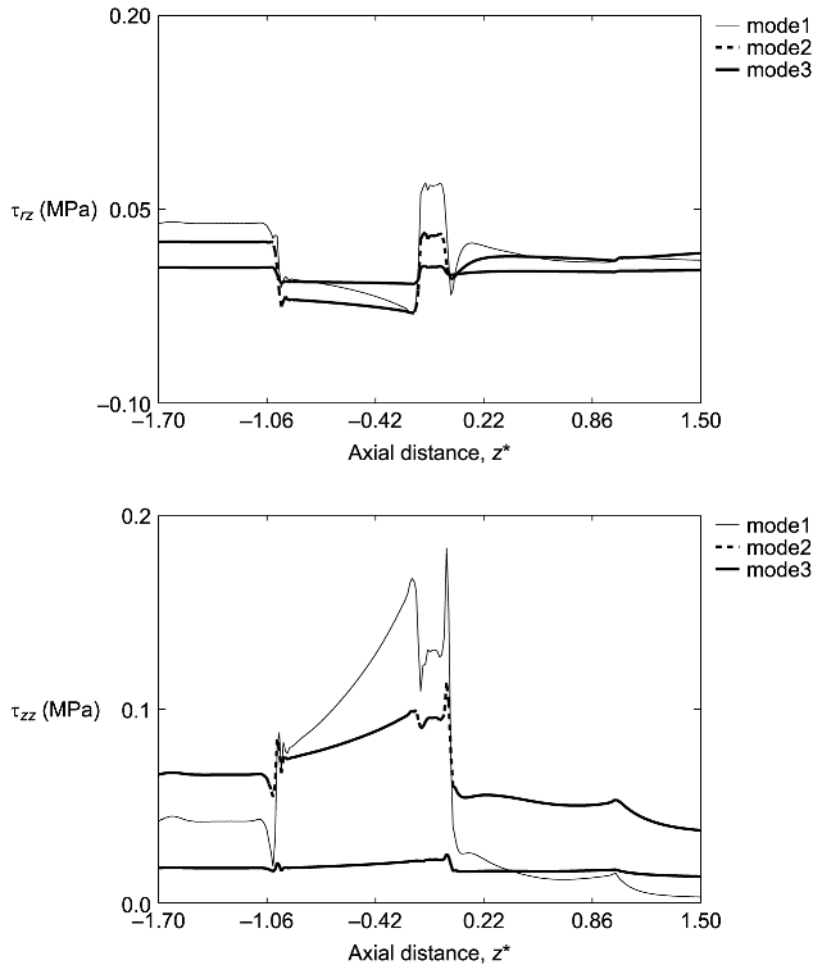 0.20
mode1
mode2
mode3
τrz (MPa)
0.05
–0.10
–1.70 –1.06 –0.42 0.22 0.86 1.50
Axial distance, z*
0.2
mode1
mode2
mode3
τzz (MPa)
0.1
0.0
–1.70 –1.06 –0.42 0.22 0.86 1.50
Axial distance, z*